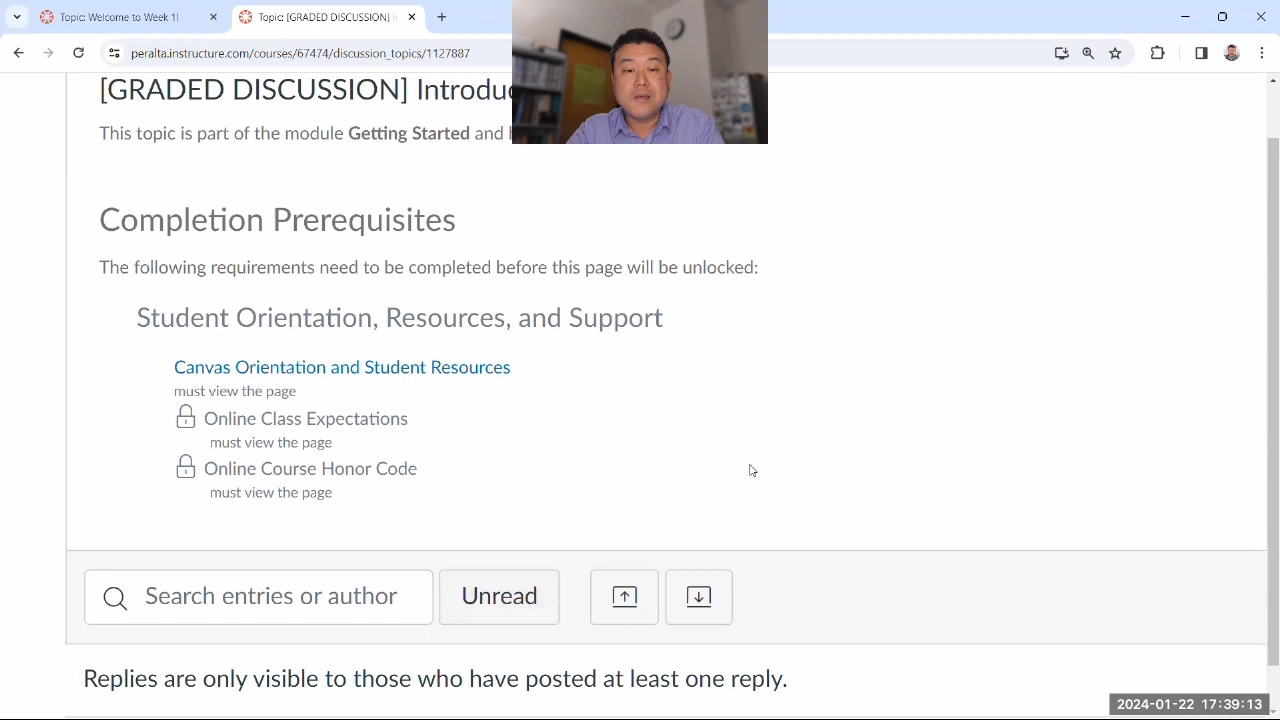 Topic: Welcome to Week 1!
Topic: [GRADED DISCUSSION] I
peralta.instructure.com/courses/67474/discussion_topics/1127887
[GRADED DISCUSSION] Introduc
This topic is part of the module Getting Started and
Completion Prerequisites
The following requirements need to be completed before this page will be unlocked:
Student Orientation, Resources, and Support
Canvas Orientation and Student Resources
must view the page
Online Class Expectations
must view the page
Online Course Honor Code
must view the page
Search entries or author
Unread
Replies are only visible to those who have posted at least one reply.
2024-01-22 17:39:13